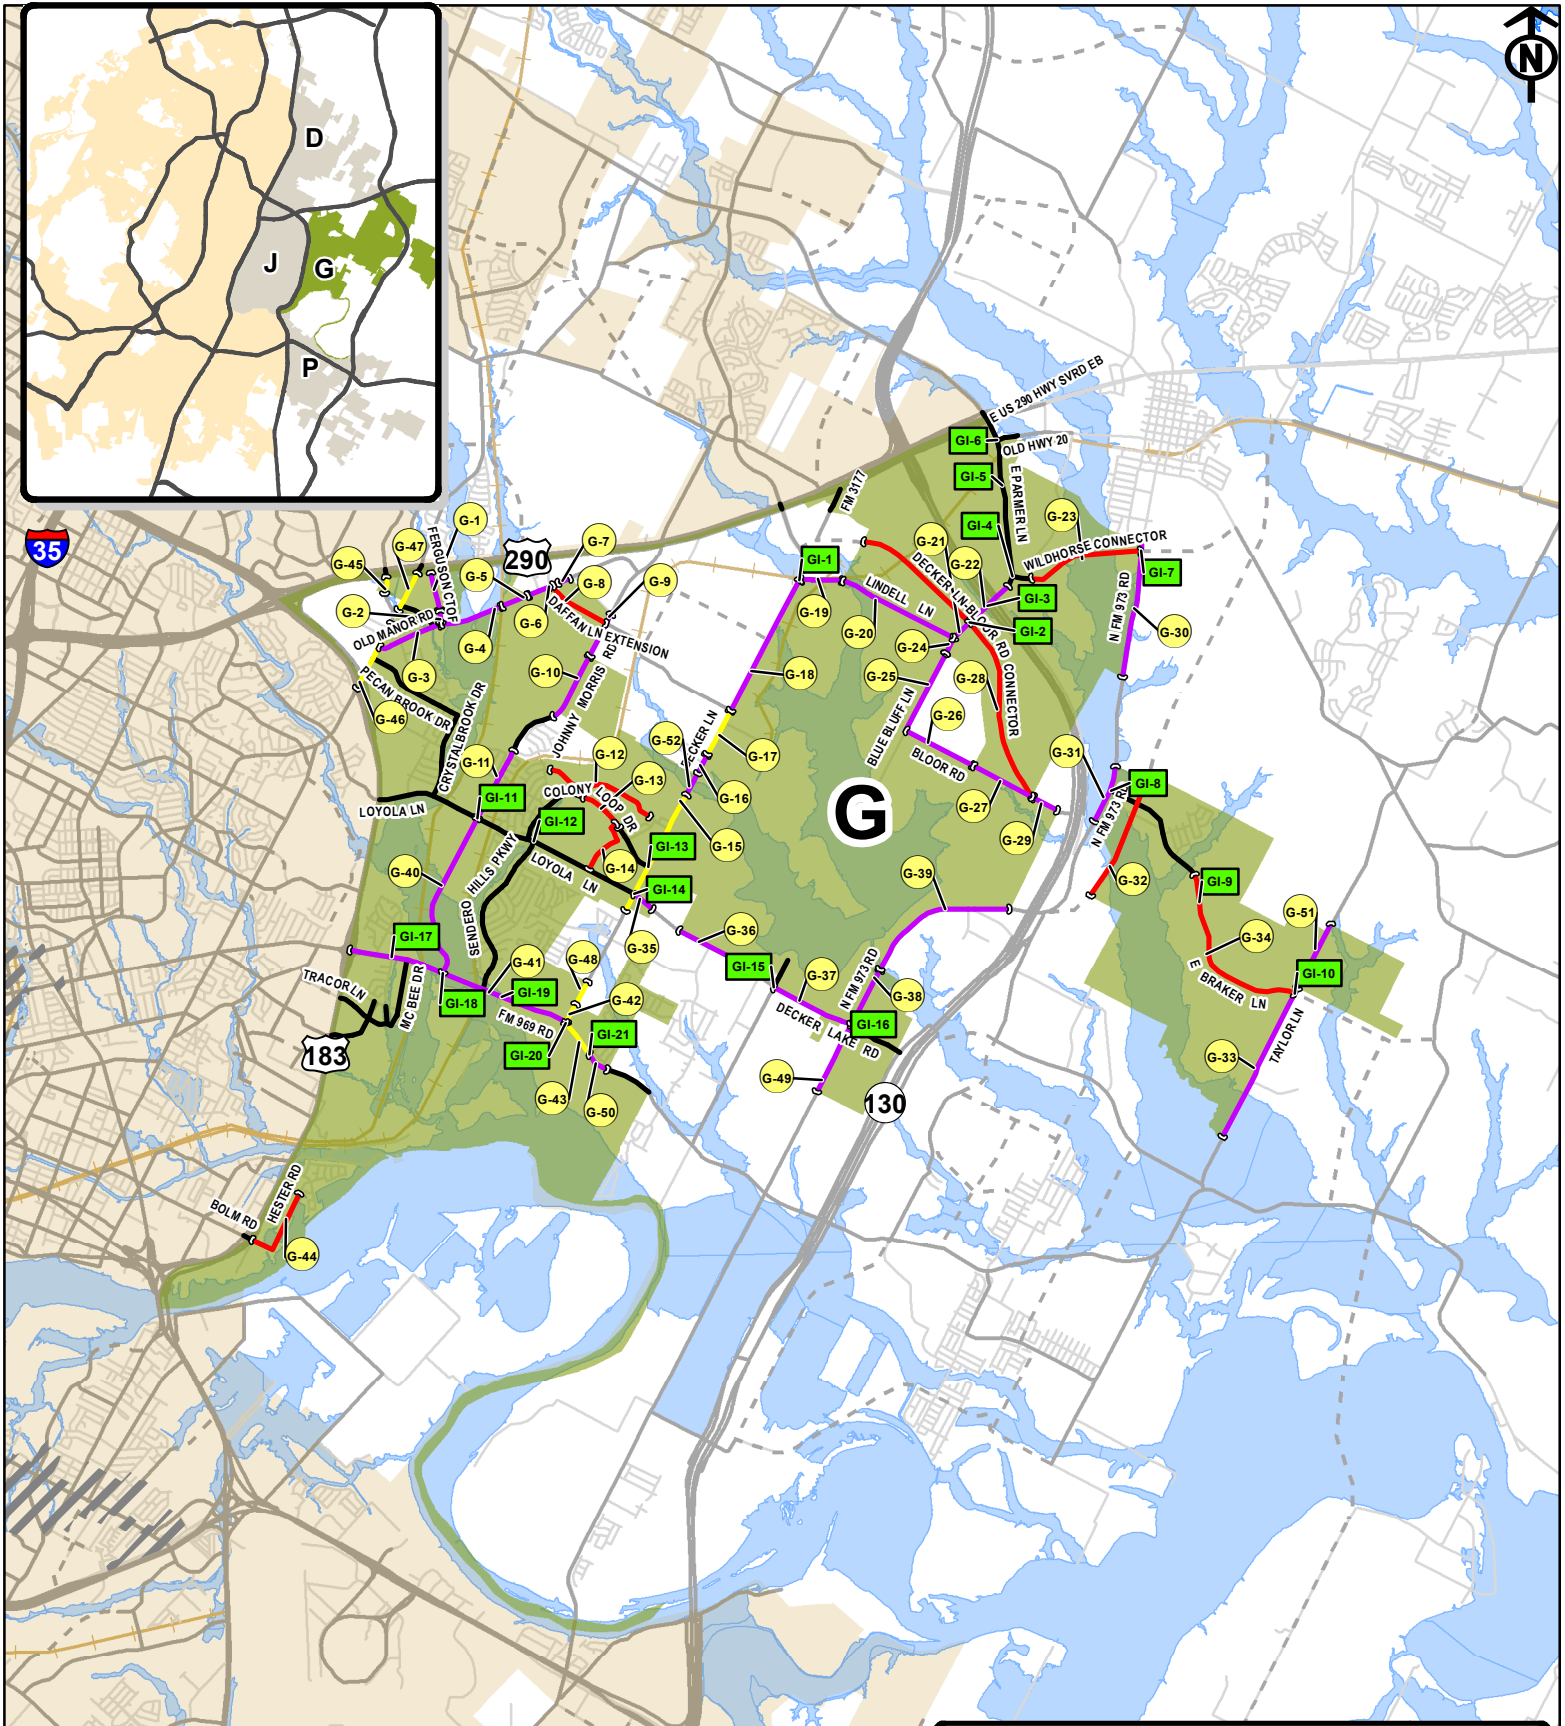 D
J
G
P
N
35
E US 290 HWY SVRD EB
GI-6
OLD HWY 20
GI-5
E PARMER LN
FM 3177
GI-4
G-23
G-1
G-47
FERGUSON CTOF
290
G-7
G-45
G-5
G-8
G-9
GI-1
G-21
G-22
WILDHORSE CONNECTOR
GI-7
DECKER LN-BLOOR RD CONNECTOR
LINDELL LN
G-2
OLD MANOR RD
G-6
DAFFAN LN EXTENSION
G-19
GI-3
N FM 973 RD
G-4
G-20
GI-2
G-30
G-24
G-3
PECAN BROOK DR
G-10
JOHNNY MORRIS RD
G-18
G-25
G-28
CRYSTALBROOK DR
G-46
BLUE BLUFF LN
G-26
G-52
G-12
G-17
G-31
G-11
BLOOR RD
G-13
COLONY LOOP DR
GI-8
GI-11
G-16
G
G-27
LOYOLA LN
GI-12
N FM 973 RD
G-29
GI-13
G-15
HILLS PKWY
LOYOLA LN
G-14
G-40
G-39
G-32
GI-9
GI-14
SENDERO
G-51
GI-17
G-36
G-34
G-35
G-41
G-48
GI-15
N FM 973 RD
G-37
E BRAKER LN
GI-10
TRACOR LN
MC BEE DR
GI-18
GI-19
G-42
G-38
FM 969 RD
DECKER LAKE RD
GI-16
183
GI-20
GI-21
TAYLOR LN
G-33
G-49
G-43
G-50
130
HESTER RD
BOLM RD
G-44